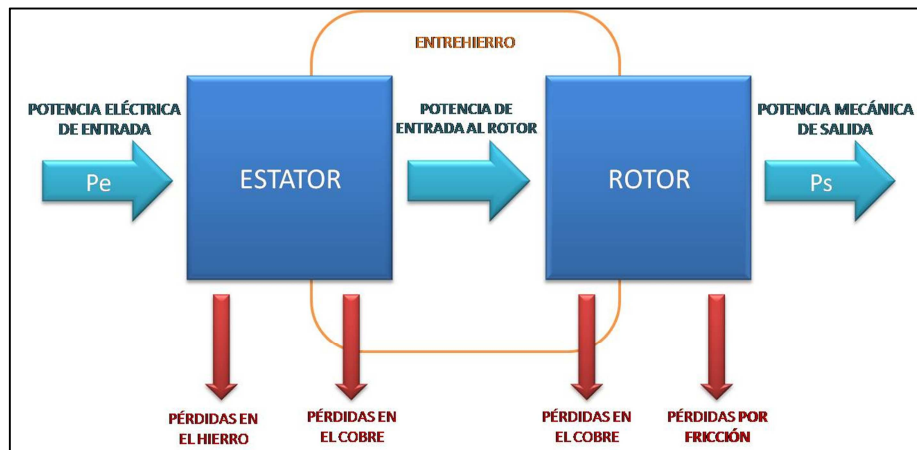 ENTREHIERRO
POTENCIA ELÉCTRICA
DE ENTRADA
Pe
ESTATOR
POTENCIA DE
ENTRADA AL ROTOR
ROTOR
POTENCIA MECÁNICA
DE SALIDA
Ps
PÉRDIDAS EN
EL HIERRO
PÉRDIDAS EN
EL COBRE
PÉRDIDAS EN
EL COBRE
PÉRDIDAS POR
FRICCIÓN